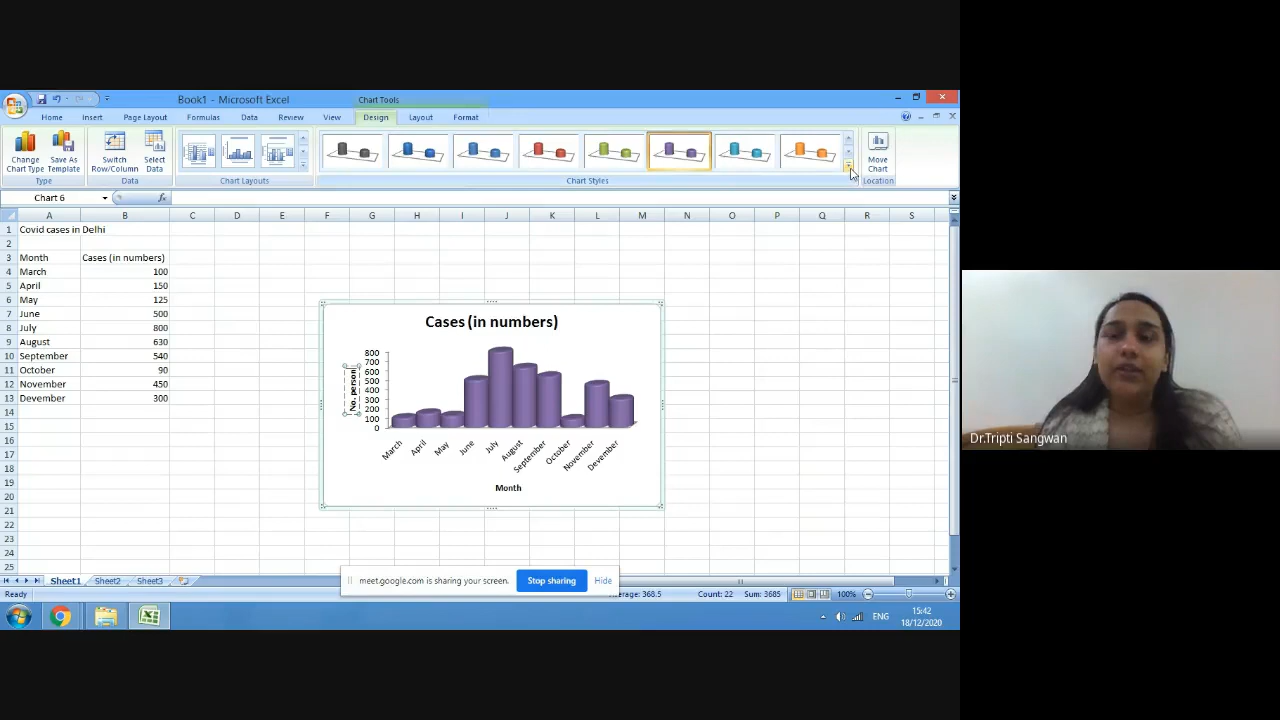 Book1 - Microsoft Excel
Chart Tools
Home Insert Page Layout Formulas Data Review View Design Layout Format
Change Chart Type
Save As Template
Switch Row/Column
Select Data
Move Chart
Type Data Chart Layouts Chart Styles Location
Chart 6
fx
A B C D E F G H I J K L M N O P Q R S
1 Covid cases in Delhi
2
3 Month Cases (in numbers)
4 March 100
5 April 150
6 May 125
7 June 500
8 July 800
9 August 630
10 September 540
11 October 90
12 November 450
13 Devember 300
14
15
16
17
18
19
20
21
22
23
24
25
Cases (in numbers)
No. person
800
700
600
500
400
300
200
100
0
March April May June July August September October November Devember
Month
Dr.Tripti Sangwan
Sheet1 Sheet2 Sheet3
meet.google.com is sharing your screen. Stop sharing Hide
Ready
Average: 368.5 Count: 22 Sum: 3685 100%
ENG
15:42
18/12/2020